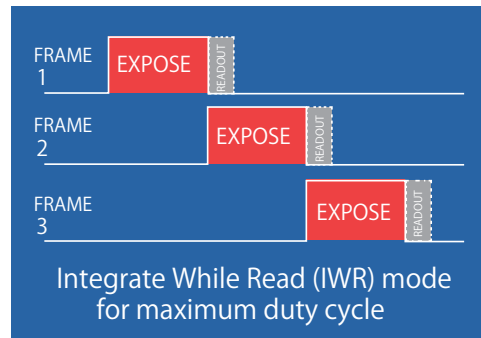 FRAME
1
EXPOSE
READOUT
FRAME
2
EXPOSE
READOUT
FRAME
3
EXPOSE
READOUT
Integrate While Read (IWR) mode
for maximum duty cycle